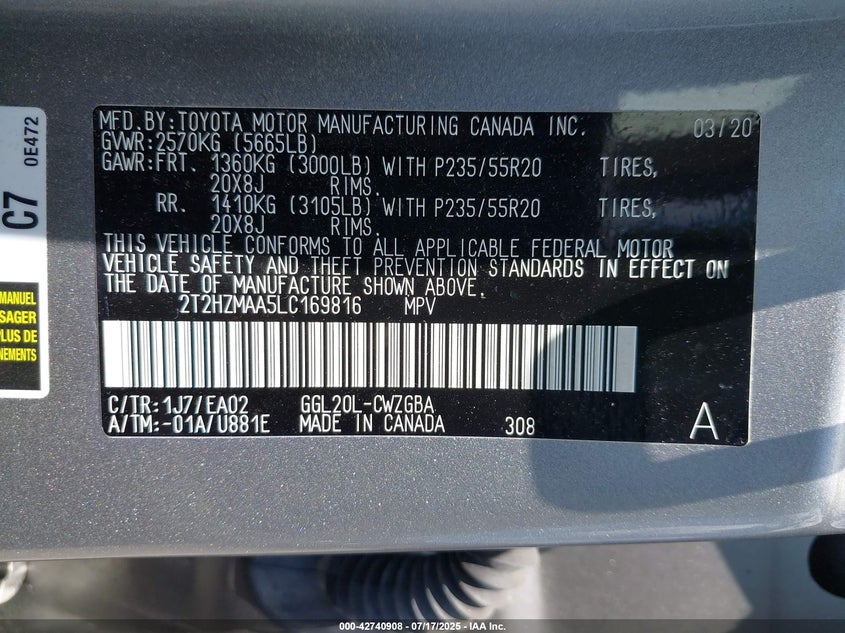 MFD. BY: TOYOTA MOTOR MANUFACTURING CANADA INC. 03/20
GVWR: 2570KG (5665LB)
GAWR: FRT. 1360KG (3000LB) WITH P235/55R20 TIRES,
20X8J RIMS.
RR. 1410KG (3105LB) WITH P235/55R20 TIRES,
20X8J RIMS.
THIS VEHICLE CONFORMS TO ALL APPLICABLE FEDERAL MOTOR
VEHICLE SAFETY AND THEFT PREVENTION STANDARDS IN EFFECT ON
THE DATE OF MANUFACTURE SHOWN ABOVE.
2T2HZMAA5LC169816 MPV
C/TR: 1J7/EA02 GGL20L-CWZGBA
A/TM: -01A/U881E MADE IN CANADA 308 A
C7 0E472
MANUEL
SAGER
PLUS DE
NEMENTS
000-42740908 - 07/17/2025 - IAA Inc.